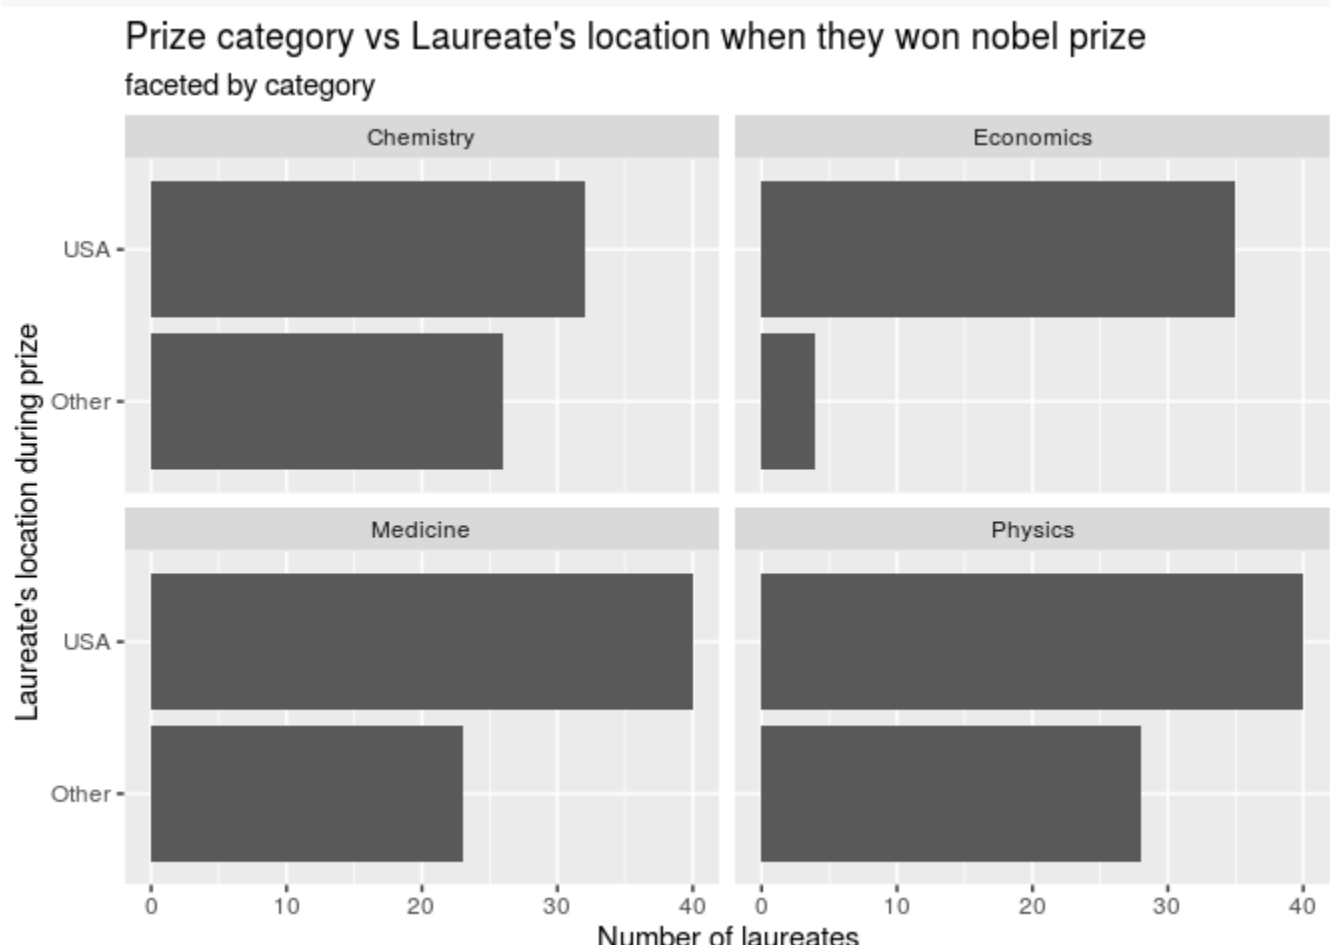 Prize category vs Laureate's location when they won nobel prize
faceted by category
Chemistry
Economics
USA
Other
Medicine
Physics
USA
Other
0 10 20 30 40
0 10 20 30 40
Laureate's location during prize
Number of laureates